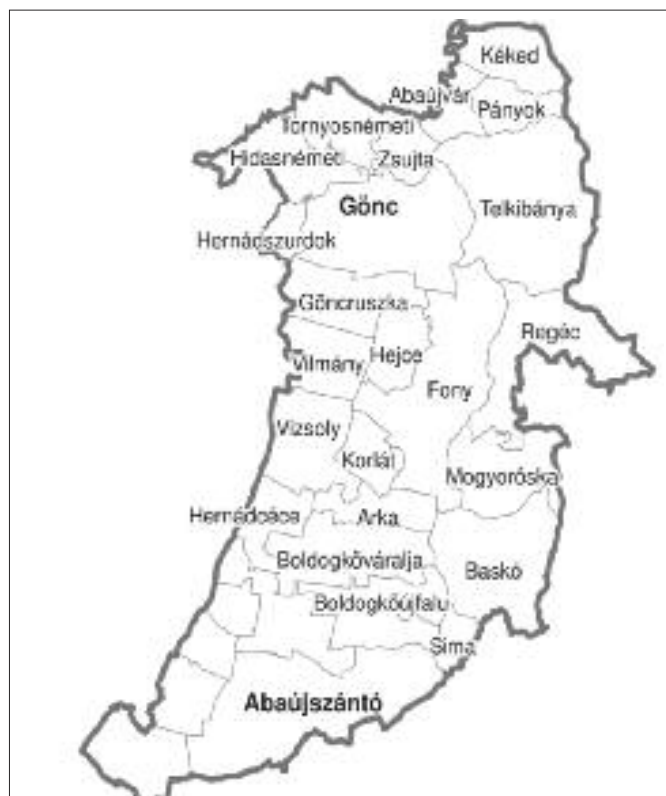 Kéked
Abaújvár
Pányok
Tornyosnémeti
Hidasnémeti
Zsujta
Gönc
Telkibánya
Hernádszurdok
Göncruszka
Regéc
Vilmány
Hejce
Fony
Vizsoly
Korlát
Mogyoróska
Hernádcéce
Arka
Boldogkőváralja
Baskó
Boldogkőújfalu
Sima
Abaújszántó